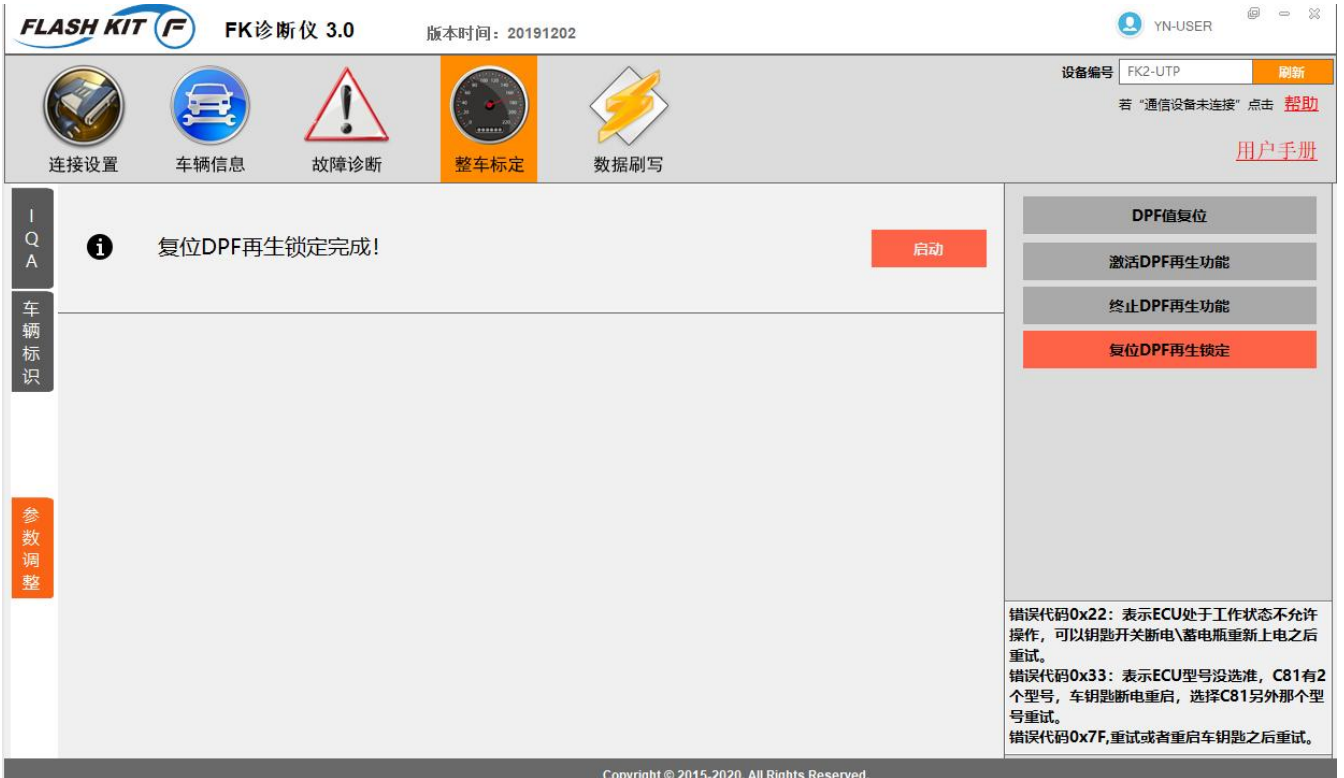 FLASH KIT F
FK诊断仪 3.0
版本时间：20191202
YN-USER
设备编号
FK2-UTP
刷新
若“通信设备未连接”点击 帮助
用户手册
连接设置
车辆信息
故障诊断
整车标定
数据刷写
IQA
车辆标识
参数调整
复位DPF再生锁定完成!
启动
DPF值复位
激活DPF再生功能
终止DPF再生功能
复位DPF再生锁定
错误代码0x22：表示ECU处于工作状态不允许
操作，可以钥匙开关断电\蓄电瓶重新上电之后
重试。
错误代码0x33：表示ECU型号没选准，C81有2
个型号，车钥匙断电重启，选择C81另外那个型
号重试。
错误代码0x7F,重试或者重启车钥匙之后重试。
Copyright © 2015-2020. All Rights Reserved